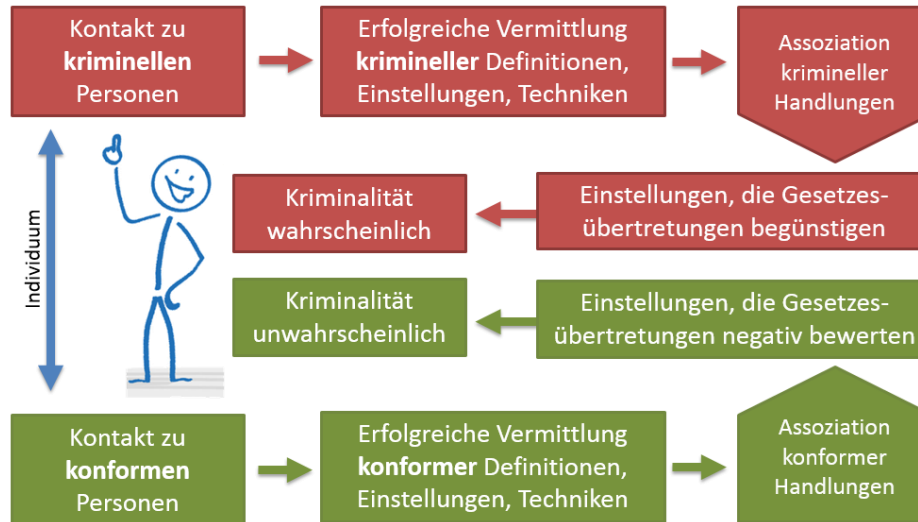 Kontakt zu
kriminellen
Personen
Erfolgreiche Vermittlung
krimineller Definitionen,
Einstellungen, Techniken
Assoziation
krimineller
Handlungen
Individuum
Kriminalität
wahrscheinlich
Einstellungen, die Gesetzes-
übertretungen begünstigen
Kriminalität
unwahrscheinlich
Einstellungen, die Gesetzes-
übertretungen negativ bewerten
Kontakt zu
konformen
Personen
Erfolgreiche Vermittlung
konformer Definitionen,
Einstellungen, Techniken
Assoziation
konformer
Handlungen